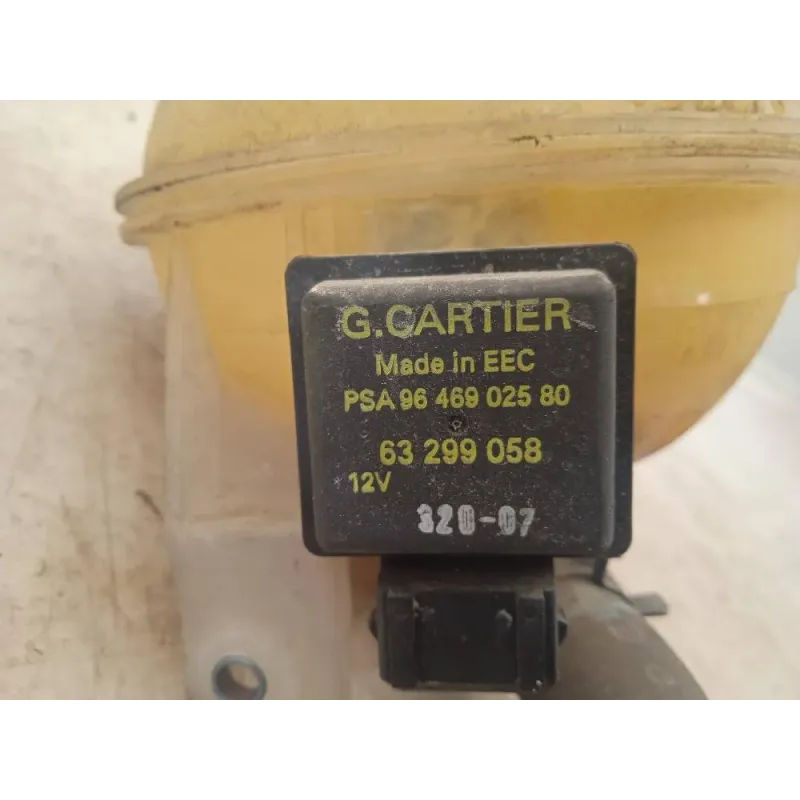 G.CARTIER
Made in EEC
PSA 96 469 025 80
63 299 058
12V
320-07